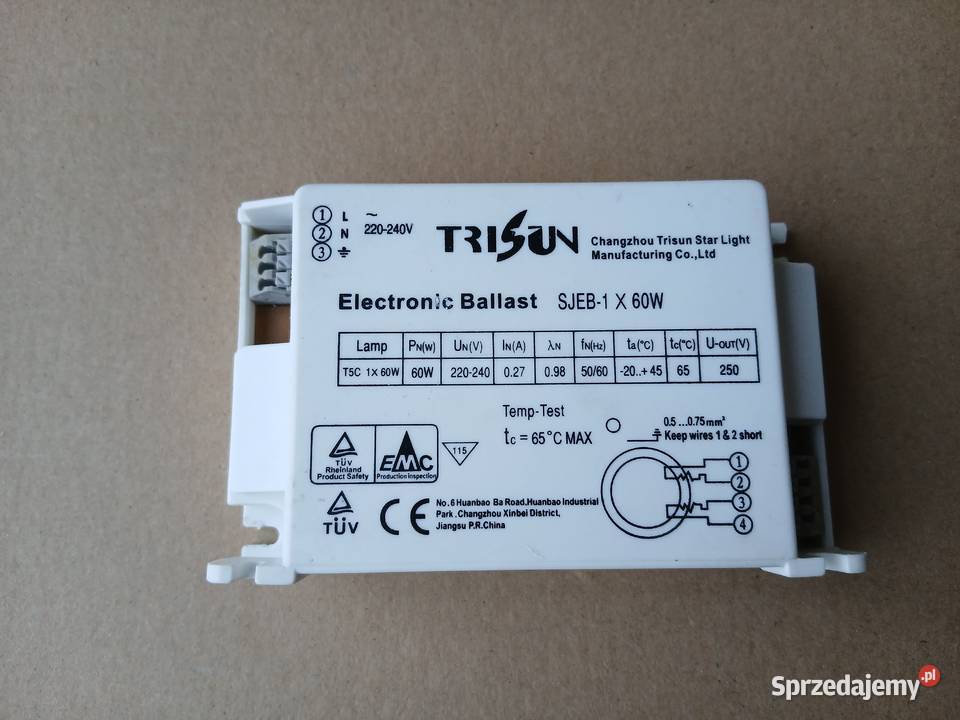 1 L ~
2 N 220-240V
3
TRISUN
Changzhou Trisun Star Light
Manufacturing Co.,Ltd
Electronic Ballast SJEB-1 X 60W
Lamp PN(W) UN(V) IN(A) λN fN(Hz) ta(°C) tc(°C) U-OUT(V)
T5C 1X60W 60W 220-240 0.27 0.98 50/60 -20..+45 65 250
Temp-Test
tc = 65°C MAX
0.5 ...0.75mm²
Keep wires 1 & 2 short
1
2
3
4
TÜV
Rheinland
Product Safety
EMC
Production inspection
115
TÜV
CE
No. 6 Huanbao Ba Road.Huanbao Industrial
Park . Changzhou Xinbei District,
Jiangsu P.R.China
Sprzedajemy.pl